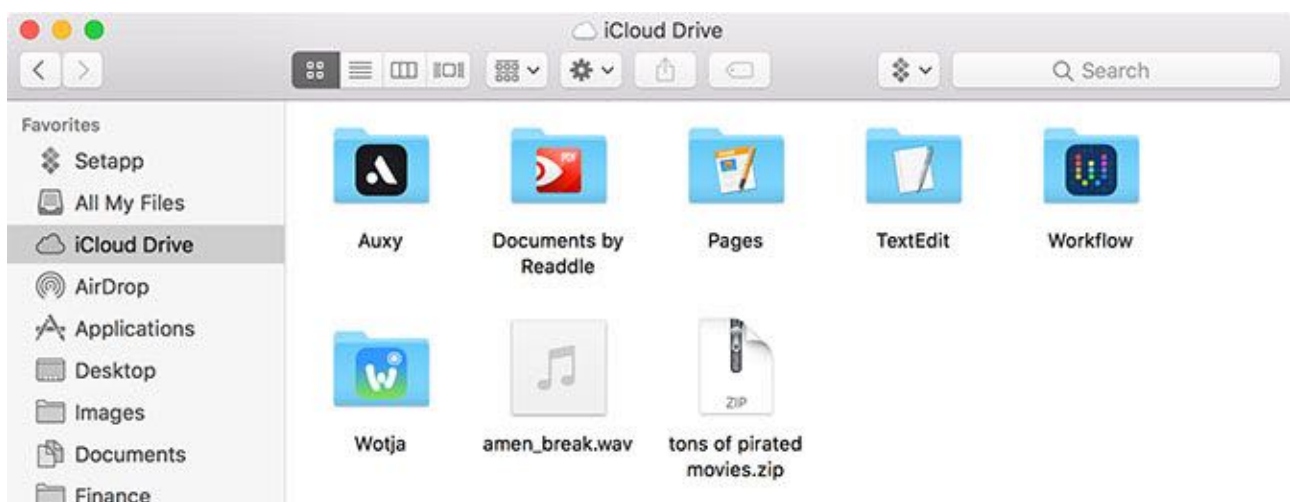 iCloud Drive
Search
Favorites
Setapp
All My Files
iCloud Drive
AirDrop
Applications
Desktop
Images
Documents
Finance
Auxy
Documents by
Readdle
PDF
Pages
TextEdit
Workflow
W
Wotja
amen_break.wav
ZIP
tons of pirated
movies.zip